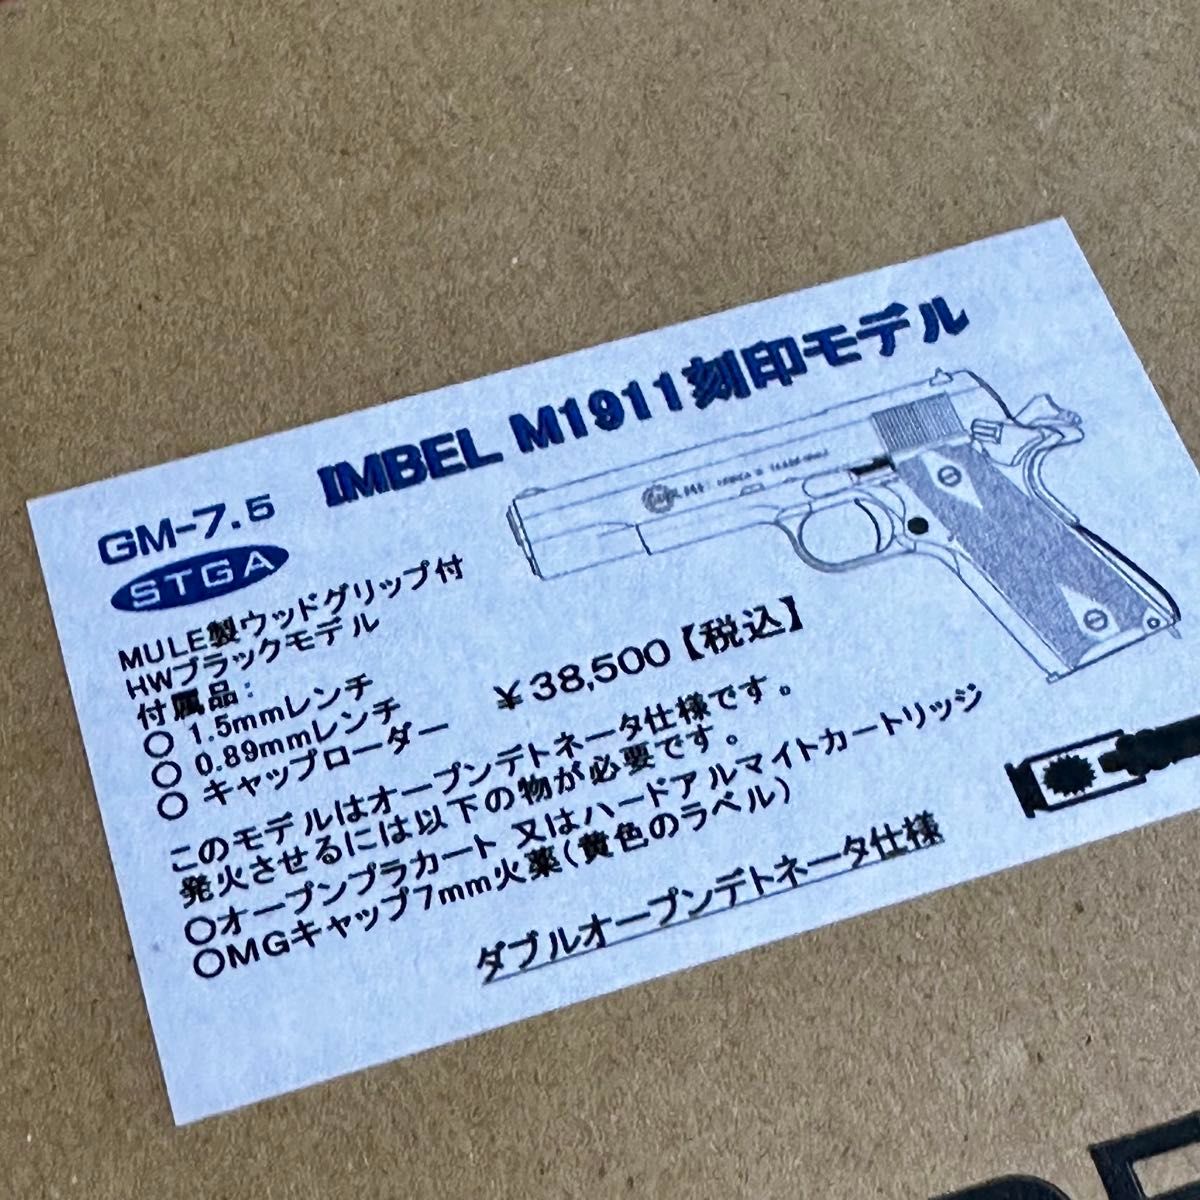 IMBEL M1911刻印モデル
GM-7.5
STGA
MULE製ウッドグリップ付
HWブラックモデル
付属品:
○ 1.5mmレンチ
○ 0.89mmレンチ
○ キャップローダー
¥38,500【税込】
このモデルはオープンデトネータ仕様です。
発火させるには以下の物が必要です。
○オープンプラカート 又はハードアルマイトカートリッジ
○MGキャップ7mm火薬(黄色のラベル)
ダブルオープンデトネータ仕様